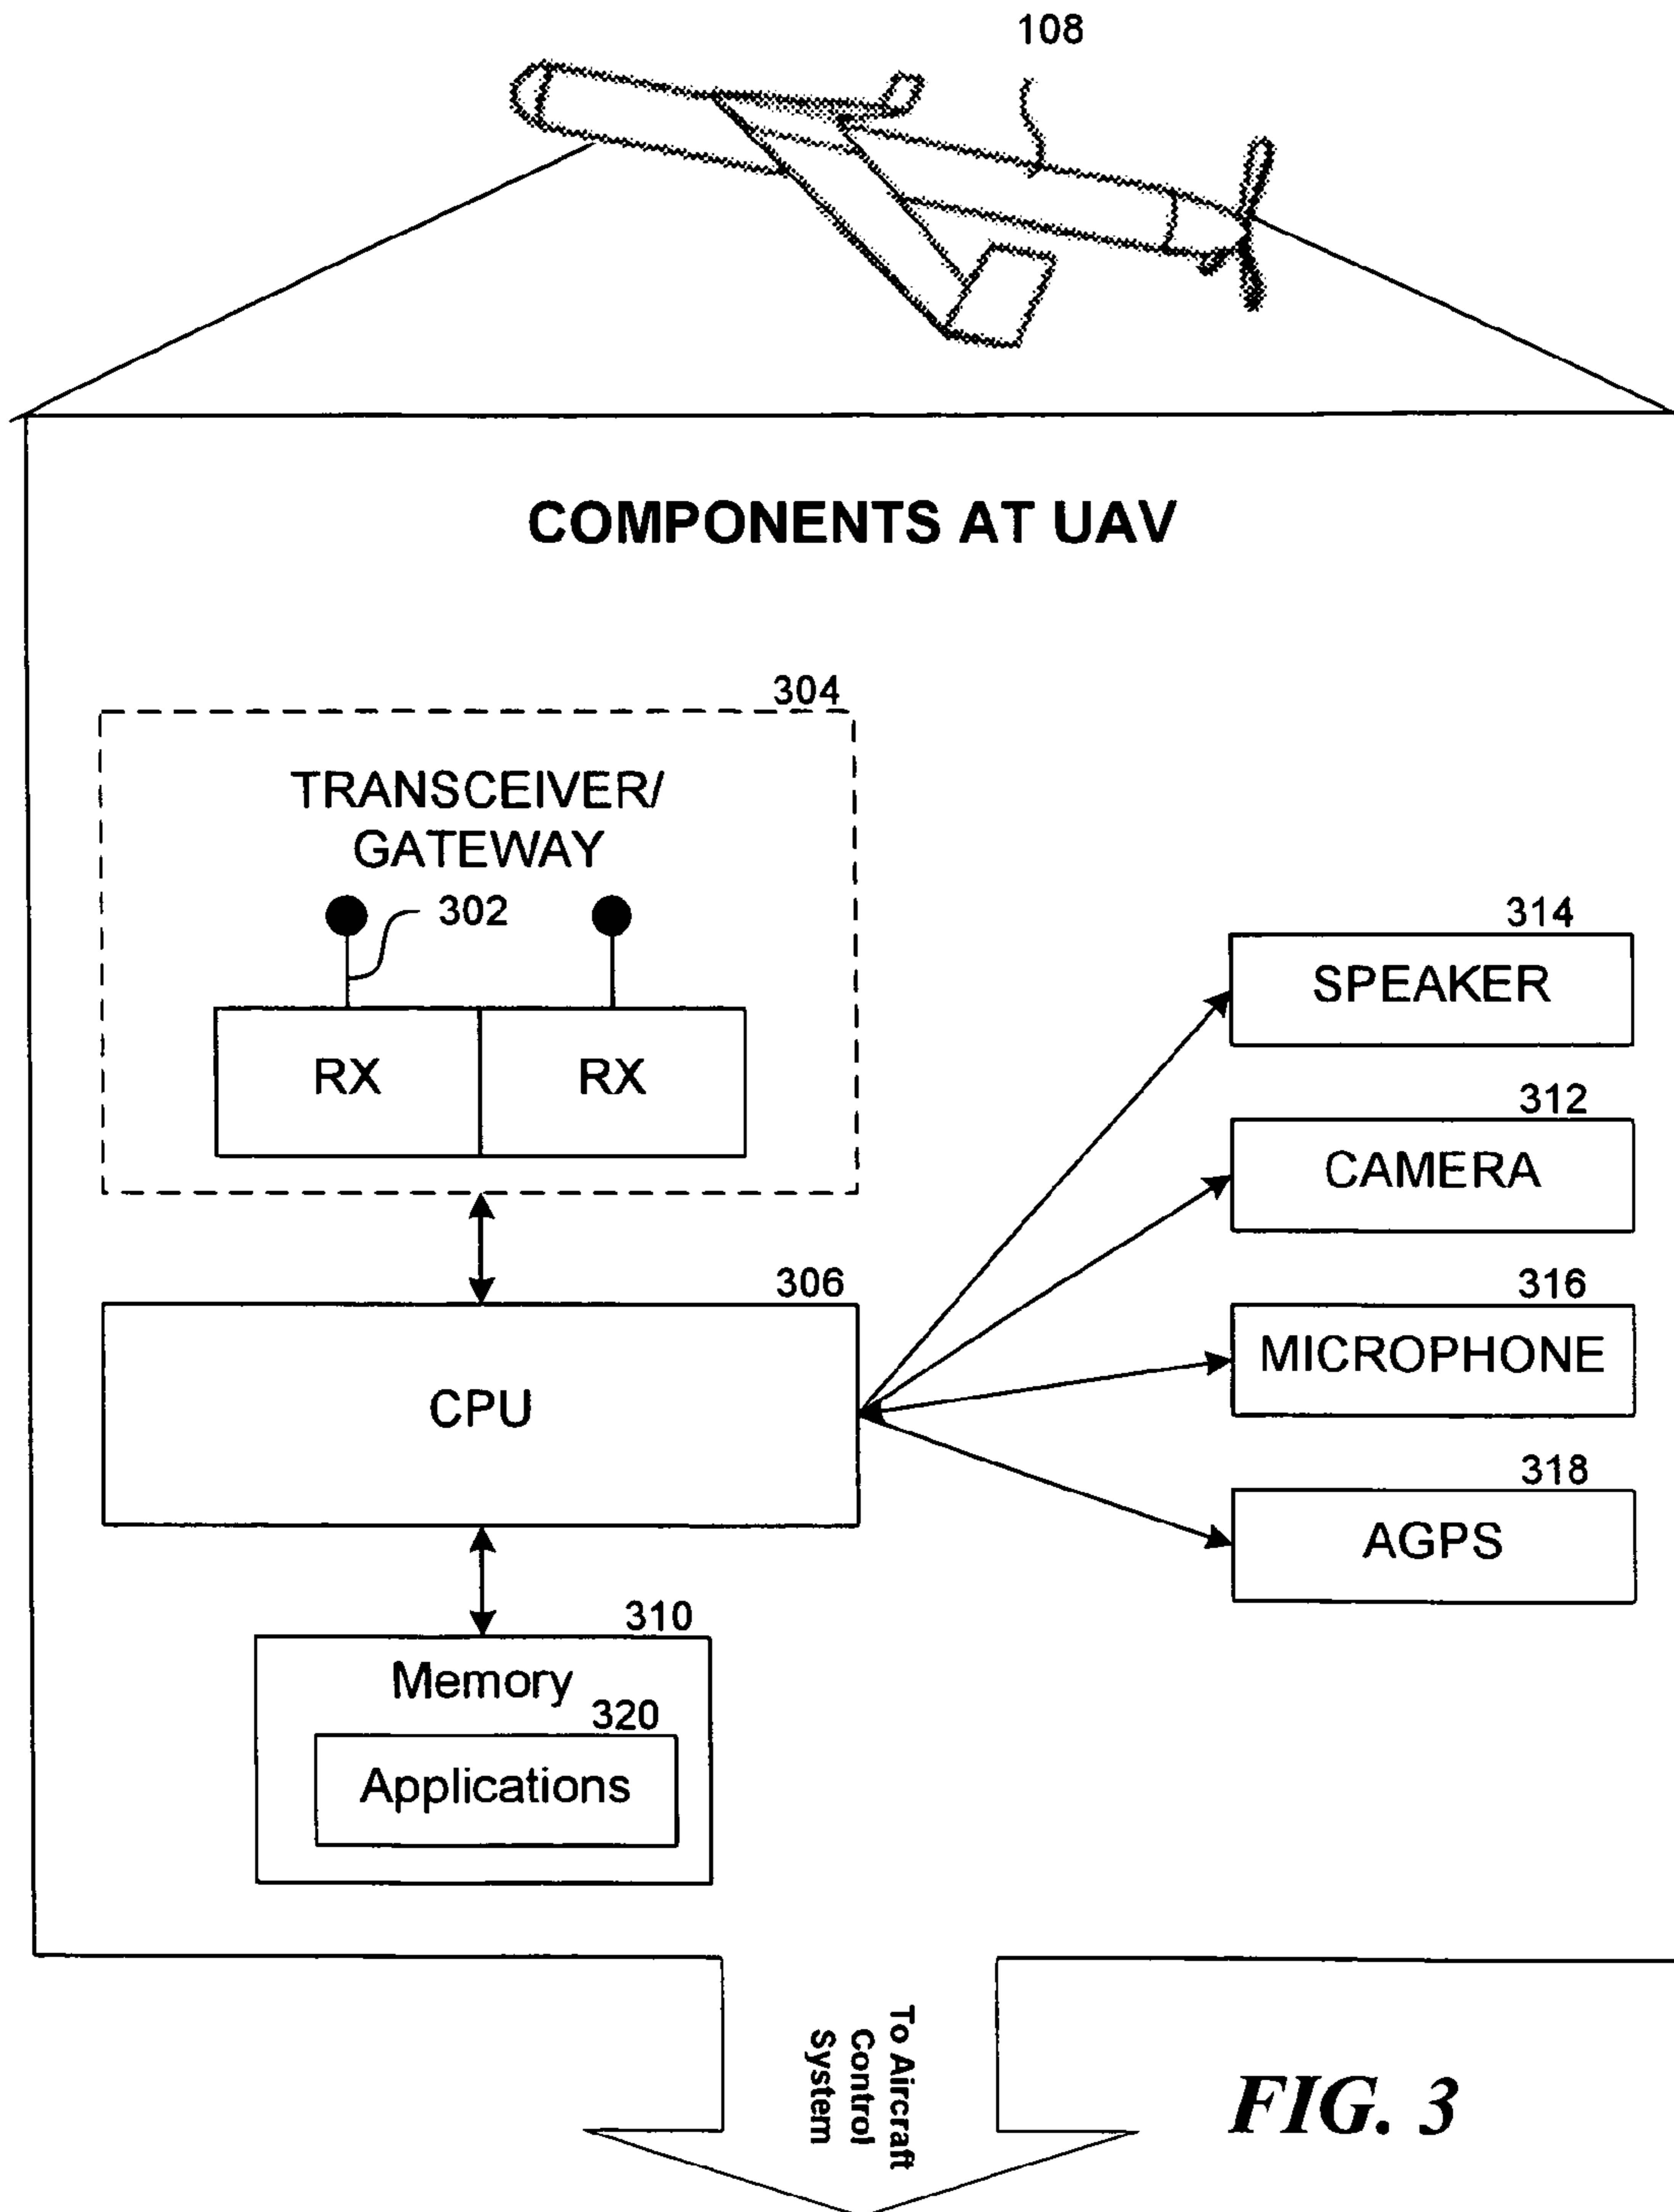 108
COMPONENTS AT UAV
304
TRANSCEIVER/
GATEWAY
302
RX
RX
314
SPEAKER
312
CAMERA
306
316
CPU
MICROPHONE
318
AGPS
310
Memory
320
Applications
To Aircraft
Control
System
FIG. 3